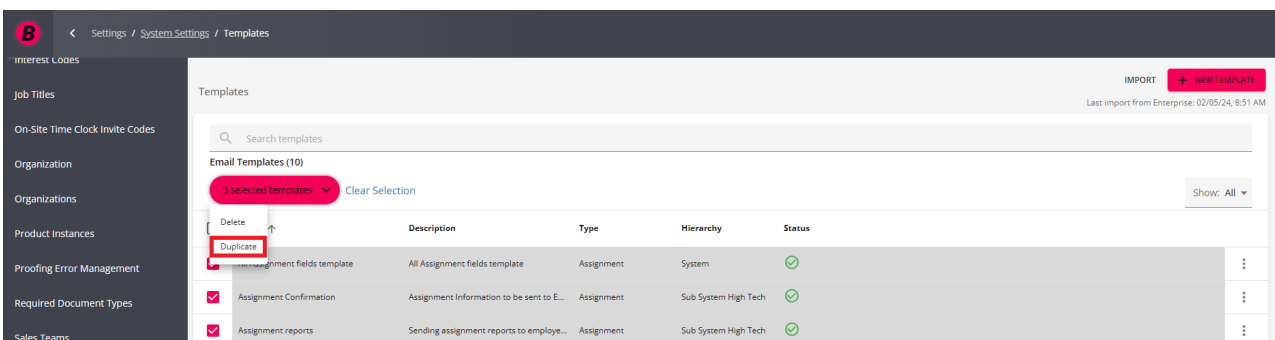 B
Settings / System Settings / Templates
Interest Codes
Job Titles
On-Site Time Clock Invite Codes
Organization
Organizations
Product Instances
Proofing Error Management
Required Document Types
Sales Teams
Templates
IMPORT
+ NEW TEMPLATE
Last import from Enterprise: 02/05/24, 8:51 AM
Search templates
Email Templates (10)
3 selected templates
Clear Selection
Show: All
Delete
Duplicate
Description Type Hierarchy Status
Assignment fields template All Assignment fields template Assignment System
Assignment Confirmation Assignment Information to be sent to E... Assignment Sub System High Tech
Assignment reports Sending assignment reports to employe... Assignment Sub System High Tech